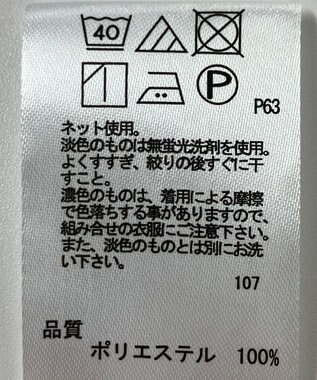 40
P
P63
ネット使用。
淡色のものは無蛍光洗剤を使用。
よくすすぎ、絞りの後すぐに干
すこと。
濃色のものは、着用による摩擦
で色落ちする事がありますので、
組み合せの衣服にご注意下さい。
また、淡色のものとは別にお洗
い下さい。
107
品質
ポリエステル 100%